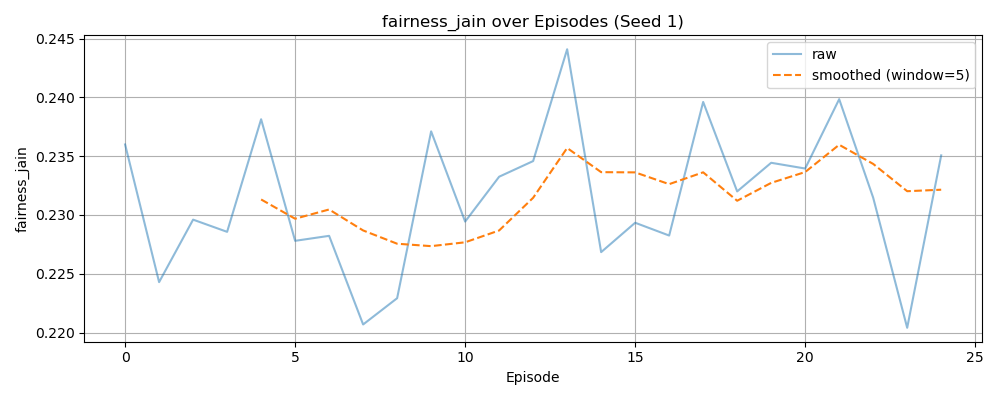 fairness_jain over Episodes (Seed 1)
raw
smoothed (window=5)
fairness_jain
0.245
0.240
0.235
0.230
0.225
0.220
0 5 10 15 20 25
Episode